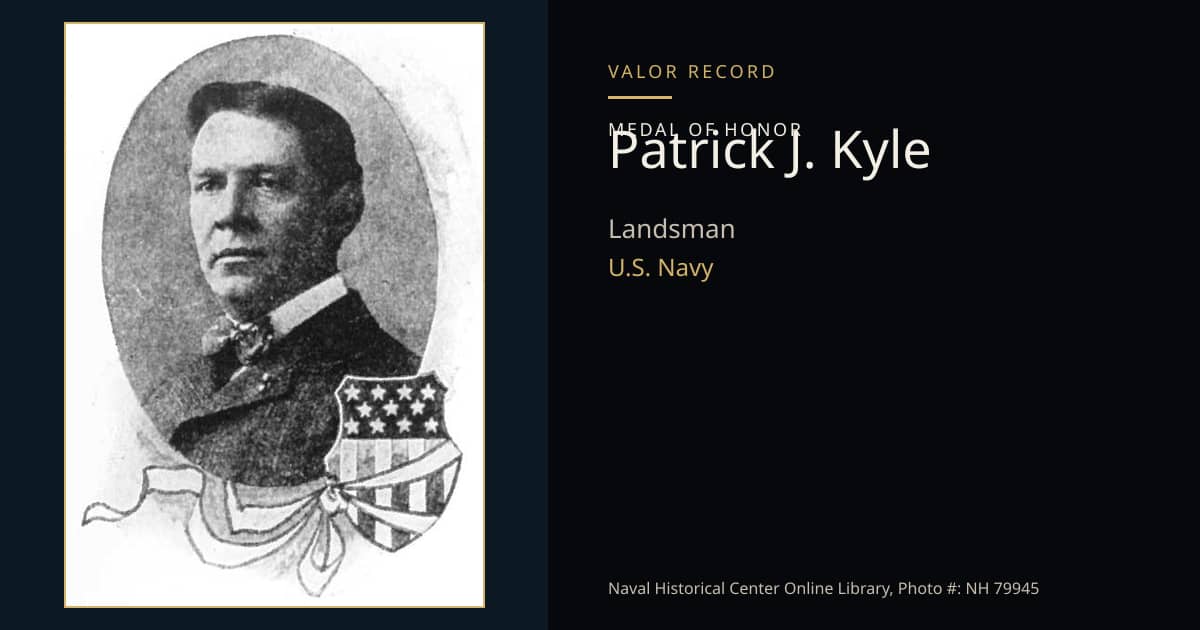 VALOR RECORD
MEDAL OF HONOR
Patrick J. Kyle
Landsman
U.S. Navy
Naval Historical Center Online Library, Photo #: NH 79945